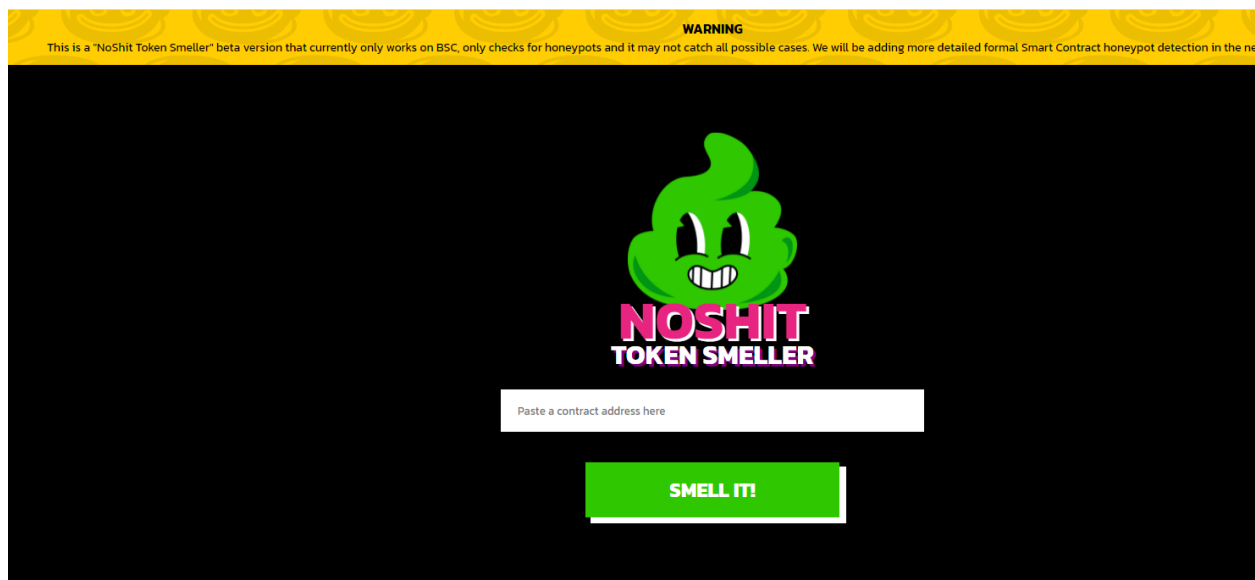 WARNING
This is a "NoShit Token Smeller" beta version that currently only works on BSC, only checks for honeypots and it may not catch all possible cases. We will be adding more detailed formal Smart Contract honeypot detection in the ne
NOSHIT
TOKEN SMELLER
Paste a contract address here
SMELL IT!